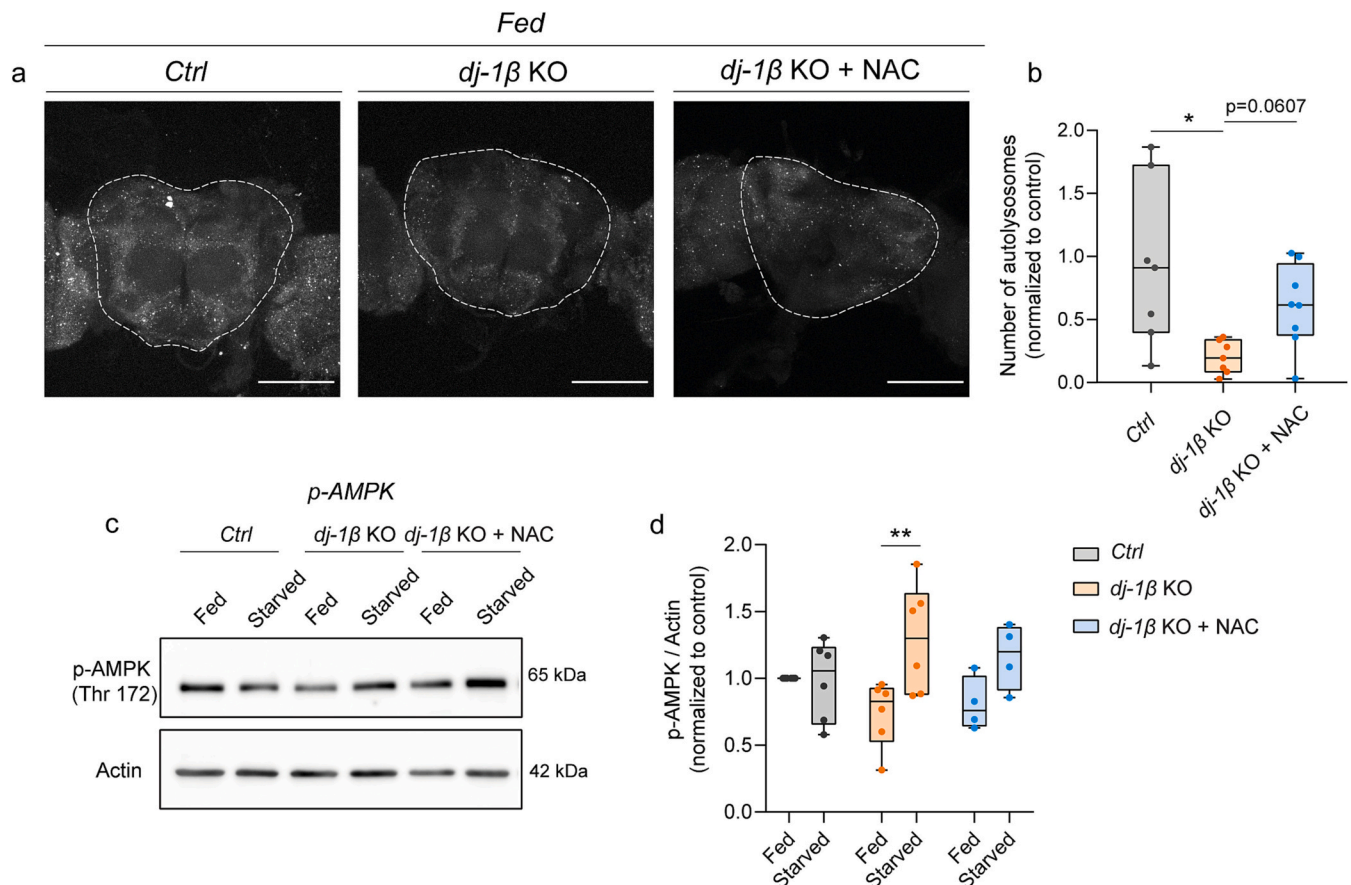 Fed
a
Ctrl
dj-1β KO
dj-1β KO + NAC
b
Number of autolysosomes
(normalized to control)
2.0
1.5
1.0
0.5
0.0
*
p=0.0607
Ctrl
dj-1β KO
dj-1β KO + NAC
c
p-AMPK
Ctrl
dj-1β KO
dj-1β KO + NAC
Fed
Starved
Fed
Starved
Fed
Starved
p-AMPK
(Thr 172)
65 kDa
Actin
42 kDa
d
p-AMPK / Actin
(normalized to control)
2.0
1.5
1.0
0.5
0.0
**
Fed
Starved
Fed
Starved
Fed
Starved
Ctrl
dj-1β KO
dj-1β KO + NAC